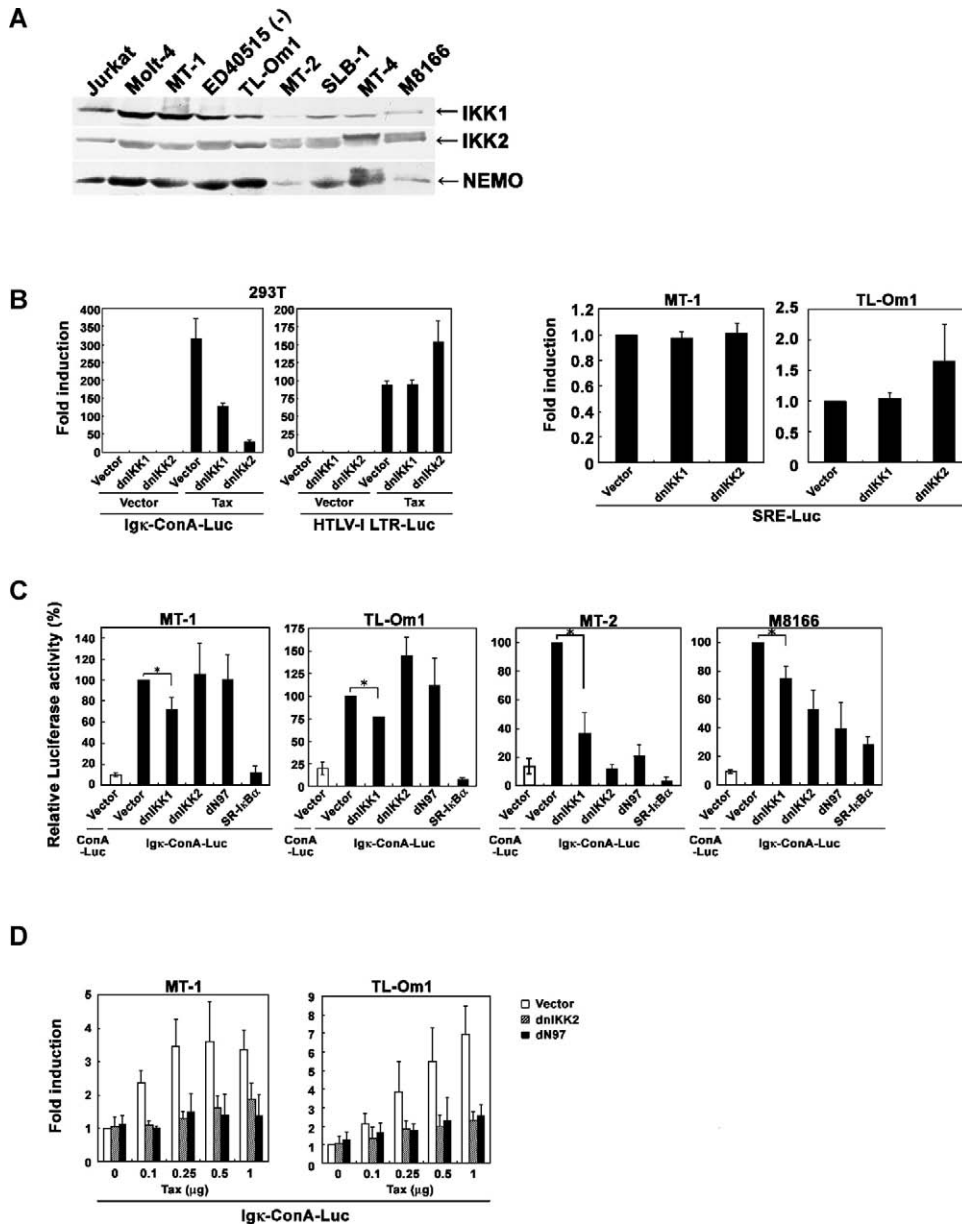 A
Jurkat
Molt-4
MT-1
ED40515 (-)
TL-Om1
MT-2
SLB-1
MT-4
M8166
←IKK1
←IKK2
←NEMO
B
293T
Fold induction
400
350
300
250
200
150
100
50
0
Vector
dnIKK1
dnIKK2
Vector
dnIKK1
dnIKK2
Vector
Tax
Igκ-ConA-Luc
200
175
150
125
100
75
50
25
0
Vector
dnIKK1
dnIKK2
Vector
dnIKK1
dnIKK2
Vector
Tax
HTLV-I LTR-Luc
MT-1
Fold induction
1.2
1.0
0.8
0.6
0.4
0.2
0
Vector
dnIKK1
dnIKK2
TL-Om1
2.5
2.0
1.5
1.0
0.5
0
Vector
dnIKK1
dnIKK2
SRE-Luc
C
Relative Luciferase activity (%)
MT-1
140
120
100
80
60
40
20
0
*
Vector
Vector
dnIKK1
dnIKK2
dN97
SR-IκBα
ConA
-Luc
Igκ-ConA-Luc
TL-Om1
175
150
125
100
75
50
25
0
*
Vector
Vector
dnIKK1
dnIKK2
dN97
SR-IκBα
ConA
-Luc
Igκ-ConA-Luc
MT-2
100
80
60
40
20
0
*
Vector
Vector
dnIKK1
dnIKK2
dN97
SR-IκBα
ConA
-Luc
Igκ-ConA-Luc
M8166
100
80
60
40
20
0
*
Vector
Vector
dnIKK1
dnIKK2
dN97
SR-IκBα
ConA
-Luc
Igκ-ConA-Luc
D
MT-1
Fold induction
5
4
3
2
1
0
0 0.1 0.25 0.5 1
Tax (μg)
TL-Om1
9
8
7
6
5
4
3
2
1
0
0 0.1 0.25 0.5 1
Tax (μg)
Igκ-ConA-Luc
Vector
dnIKK2
dN97